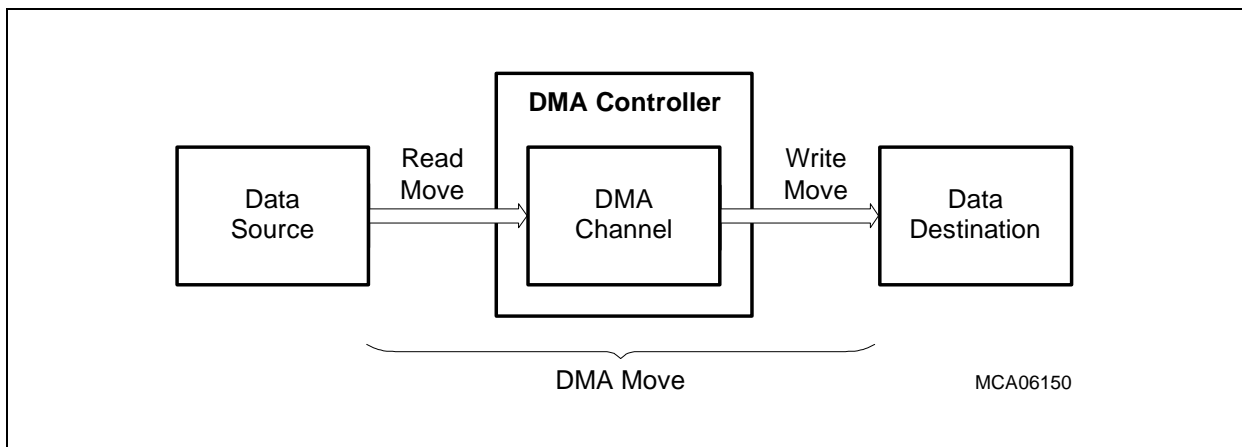 DMA Controller
Read
Move
Write
Move
Data
Source
DMA
Channel
Data
Destination
DMA Move
MCA06150